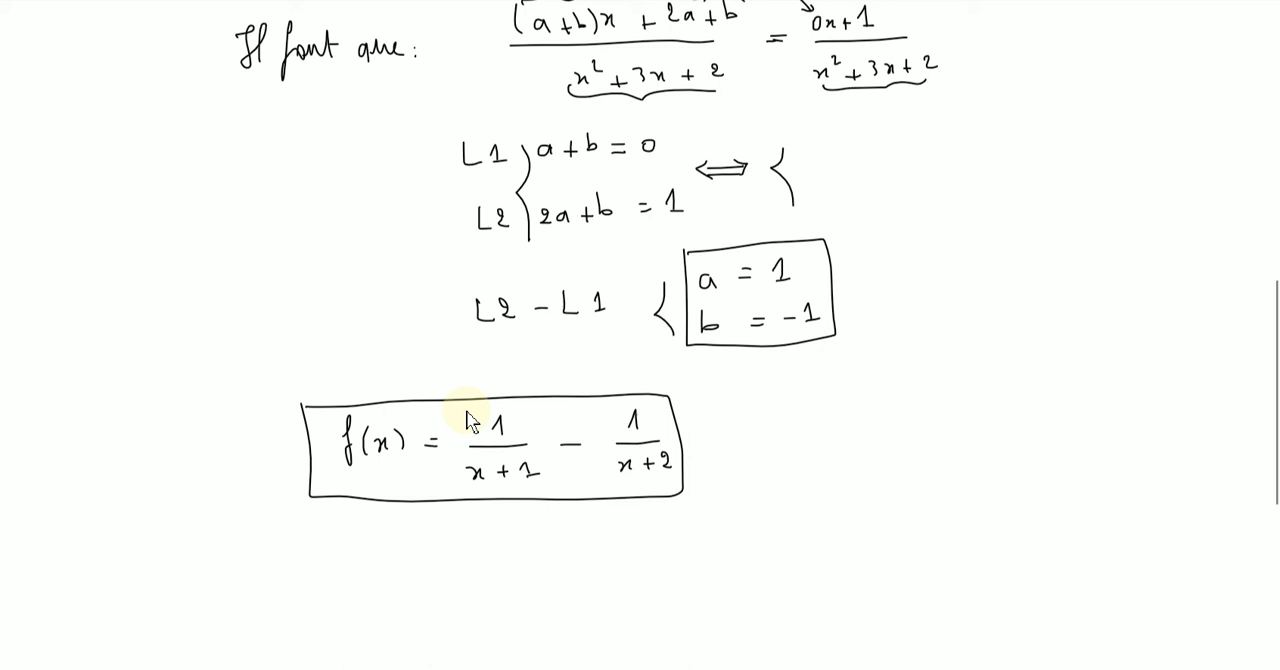 Il faut que : ((a+b)x + 2a+b) / (x² + 3x + 2) = (0x+1) / (x² + 3x + 2)
L1 { a+b = 0 ⟺ {
L2 { 2a+b = 1
L2 - L1 { a = 1
b = -1
f(x) = 1/(x+1) - 1/(x+2)